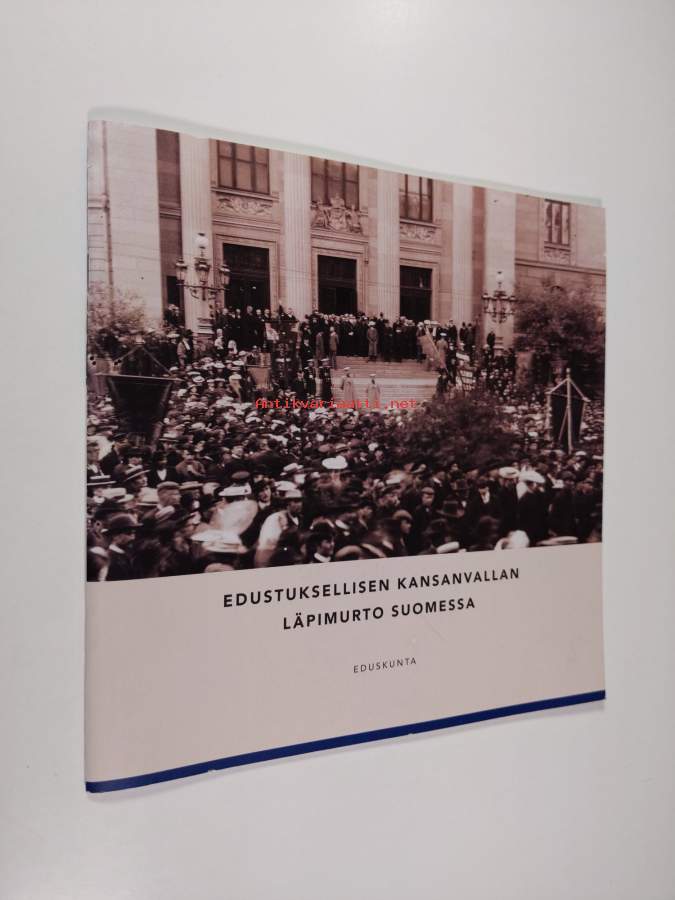 Antikvariaatti.net
EDUSTUKSELLISEN KANSANVALLAN
LÄPIMURTO SUOMESSA
EDUSKUNTA